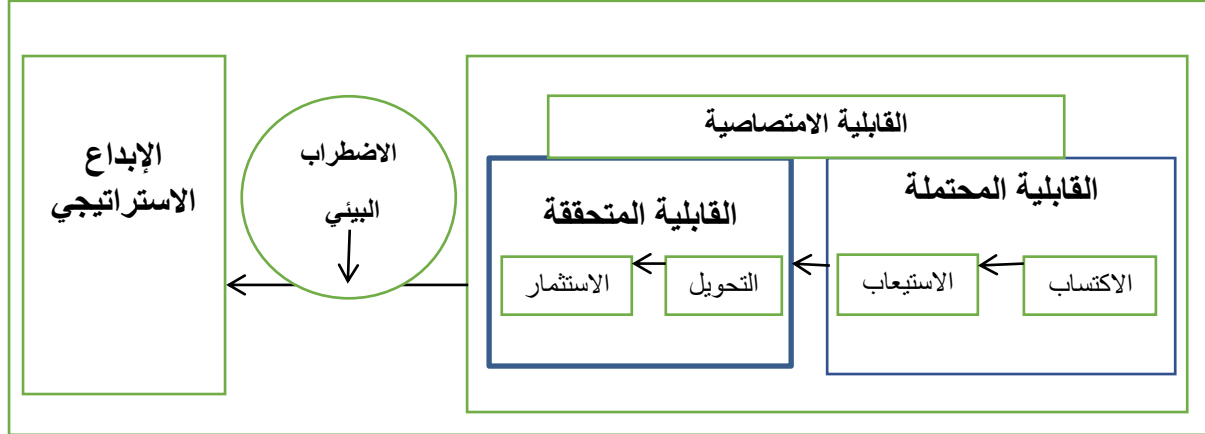 القابلية الامتصاصية
القابلية المحتملة
الاكتساب
الاستيعاب
القابلية المتحققة
التحويل
الاستثمار
الاضطراب
البيئي
الإبداع
الاستراتيجي